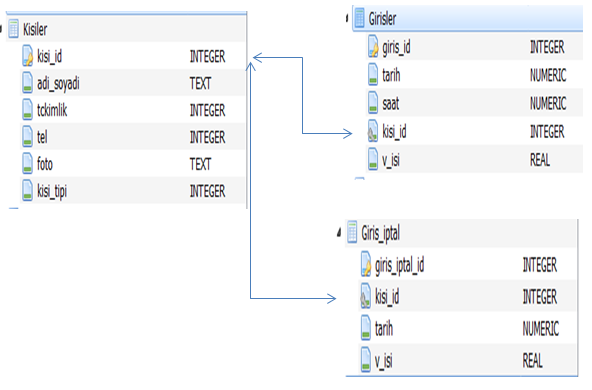 Kisiler
kisi_id INTEGER
adi_soyadi TEXT
tckimlik INTEGER
tel INTEGER
foto TEXT
kisi_tipi INTEGER
Girisler
giris_id INTEGER
tarih NUMERIC
saat NUMERIC
kisi_id INTEGER
v_isi REAL
Giris_iptal
giris_iptal_id INTEGER
kisi_id INTEGER
tarih NUMERIC
v_isi REAL